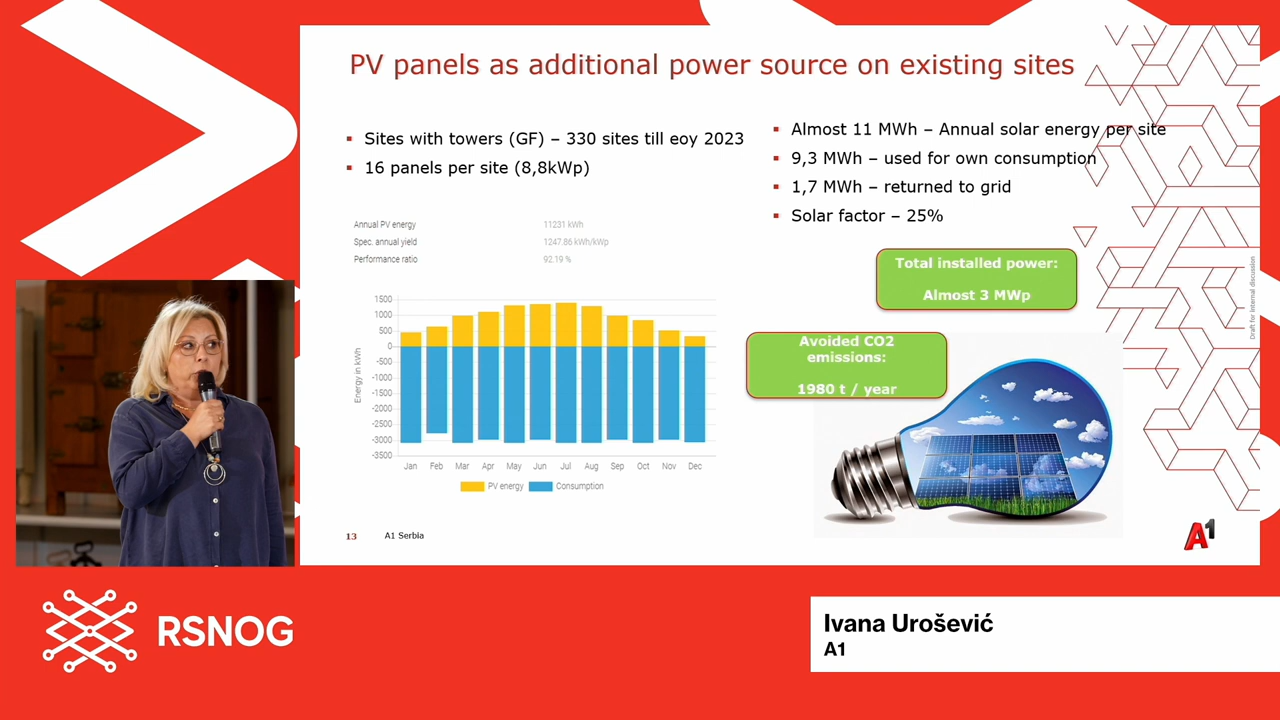 PV panels as additional power source on existing sites
Sites with towers (GF) – 330 sites till eoy 2023
16 panels per site (8,8kWp)
Annual PV energy 11231 kWh
Spec. annual yield 1247.86 kWh/kWp
Performance ratio 92.19 %
Energy in kWh
1500
1000
500
0
-500
-1000
-1500
-2000
-2500
-3000
-3500
Jan Feb Mar Apr May Jun Jul Aug Sep Oct Nov Dec
PV energy Consumption
Almost 11 MWh – Annual solar energy per site
9,3 MWh – used for own consumption
1,7 MWh – returned to grid
Solar factor – 25%
Total installed power:
Almost 3 MWp
Avoided CO2
emissions:
1980 t / year
Draft for internal discussion
13 A1 Serbia
A1
RSNOG
Ivana Urošević
A1